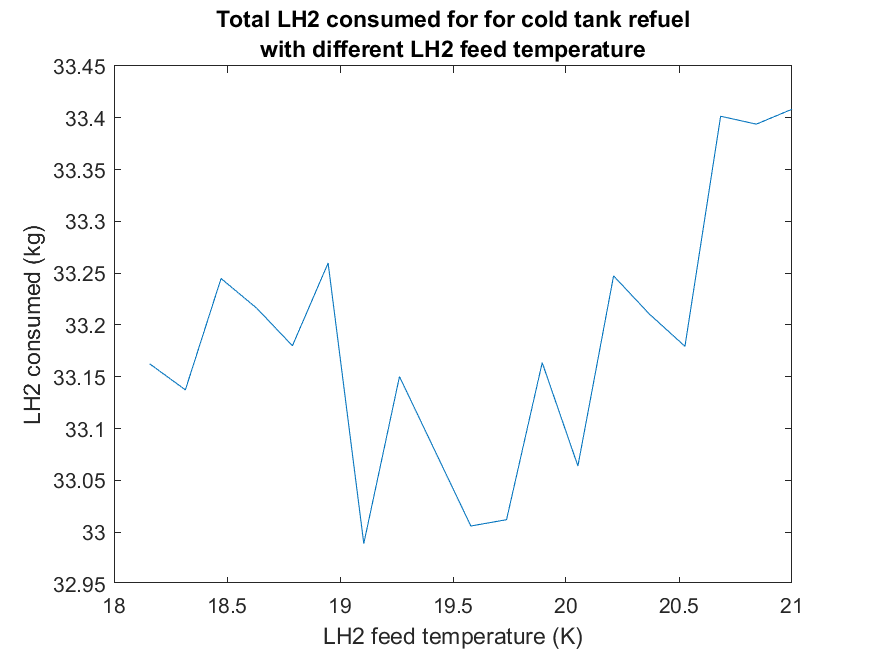 Total LH2 consumed for for cold tank refuel
with different LH2 feed temperature
33.45
33.4
33.35
33.3
33.25
33.2
33.15
33.1
33.05
33
32.95
LH2 consumed (kg)
18 18.5 19 19.5 20 20.5 21
LH2 feed temperature (K)